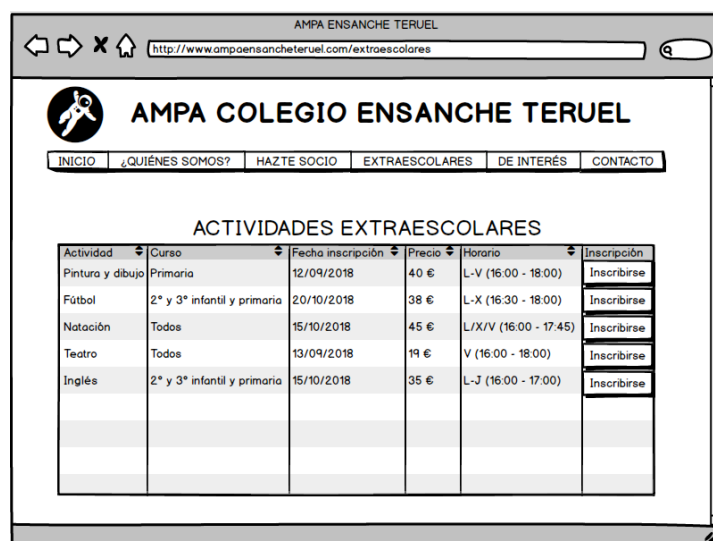 AMPA ENSANCHE TERUEL
http://www.ampaensancheteruel.com/extraescolares
AMPA COLEGIO ENSANCHE TERUEL
INICIO ¿QUIÉNES SOMOS? HAZTE SOCIO EXTRAESCOLARES DE INTERÉS CONTACTO
ACTIVIDADES EXTRAESCOLARES
Actividad Curso Fecha inscripción Precio Horario Inscripción
Pintura y dibujo Primaria 12/09/2018 40 € L-V (16:00 - 18:00) Inscribirse
Fútbol 2° y 3° infantil y primaria 20/10/2018 38 € L-X (16:30 - 18:00) Inscribirse
Natación Todos 15/10/2018 45 € L/X/V (16:00 - 17:45) Inscribirse
Teatro Todos 13/09/2018 19 € V (16:00 - 18:00) Inscribirse
Inglés 2° y 3° infantil y primaria 15/10/2018 35 € L-J (16:00 - 17:00) Inscribirse